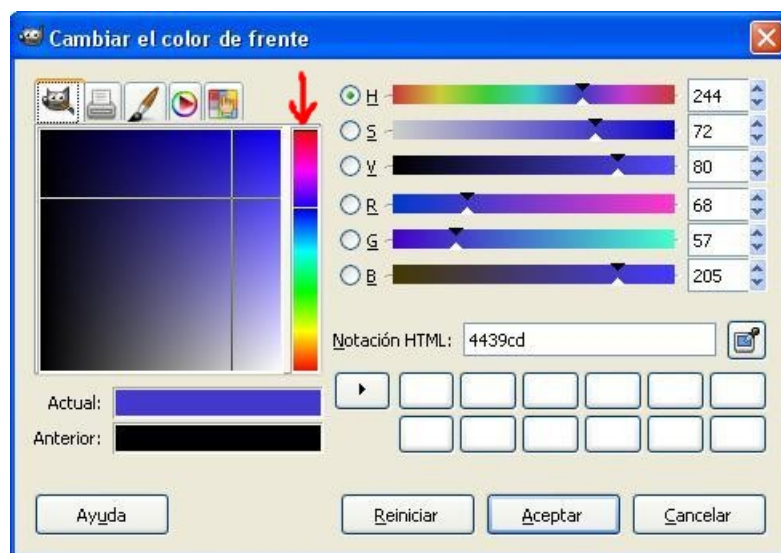 Cambiar el color de frente
H 244
S 72
V 80
R 68
G 57
B 205
Notación HTML: 4439cd
Actual:
Anterior:
Ayuda Reiniciar Aceptar Cancelar